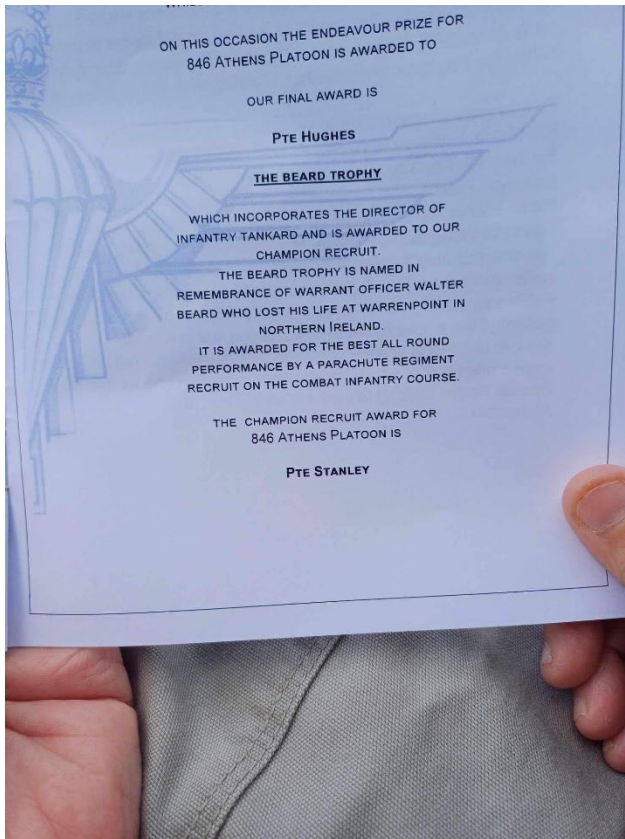 ON THIS OCCASION THE ENDEAVOUR PRIZE FOR
846 ATHENS PLATOON IS AWARDED TO
OUR FINAL AWARD IS
PTE HUGHES
THE BEARD TROPHY
WHICH INCORPORATES THE DIRECTOR OF
INFANTRY TANKARD AND IS AWARDED TO OUR
CHAMPION RECRUIT.
THE BEARD TROPHY IS NAMED IN
REMEMBRANCE OF WARRANT OFFICER WALTER
BEARD WHO LOST HIS LIFE AT WARRENPOINT IN
NORTHERN IRELAND.
IT IS AWARDED FOR THE BEST ALL ROUND
PERFORMANCE BY A PARACHUTE REGIMENT
RECRUIT ON THE COMBAT INFANTRY COURSE.
THE CHAMPION RECRUIT AWARD FOR
846 ATHENS PLATOON IS
PTE STANLEY